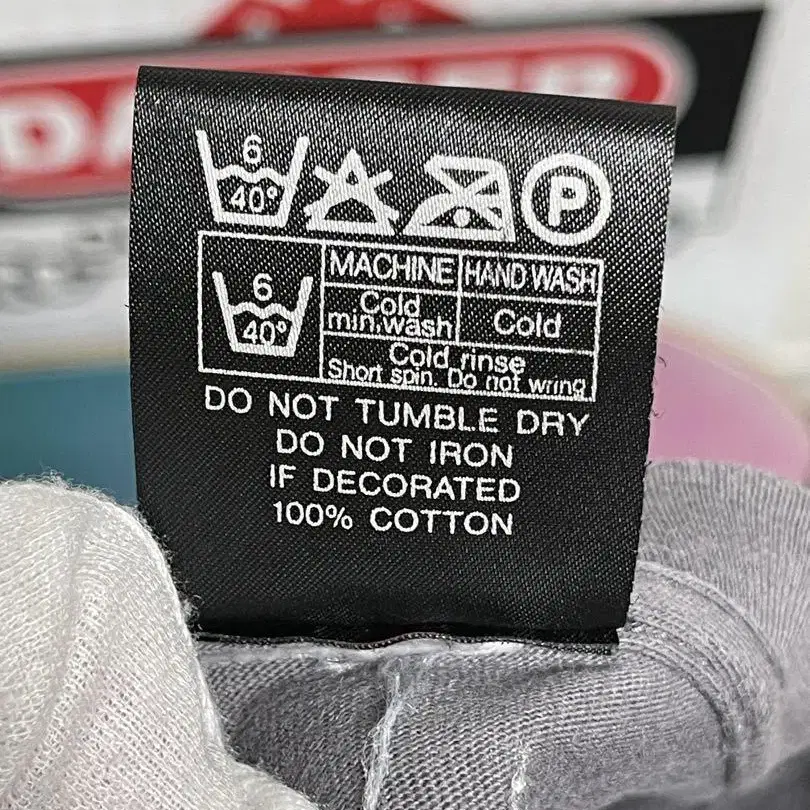 6
40°
P
6
40°
MACHINE HAND WASH
Cold
min.wash
Cold
Cold rinse
Short spin. Do not wring
DO NOT TUMBLE DRY
DO NOT IRON
IF DECORATED
100% COTTON